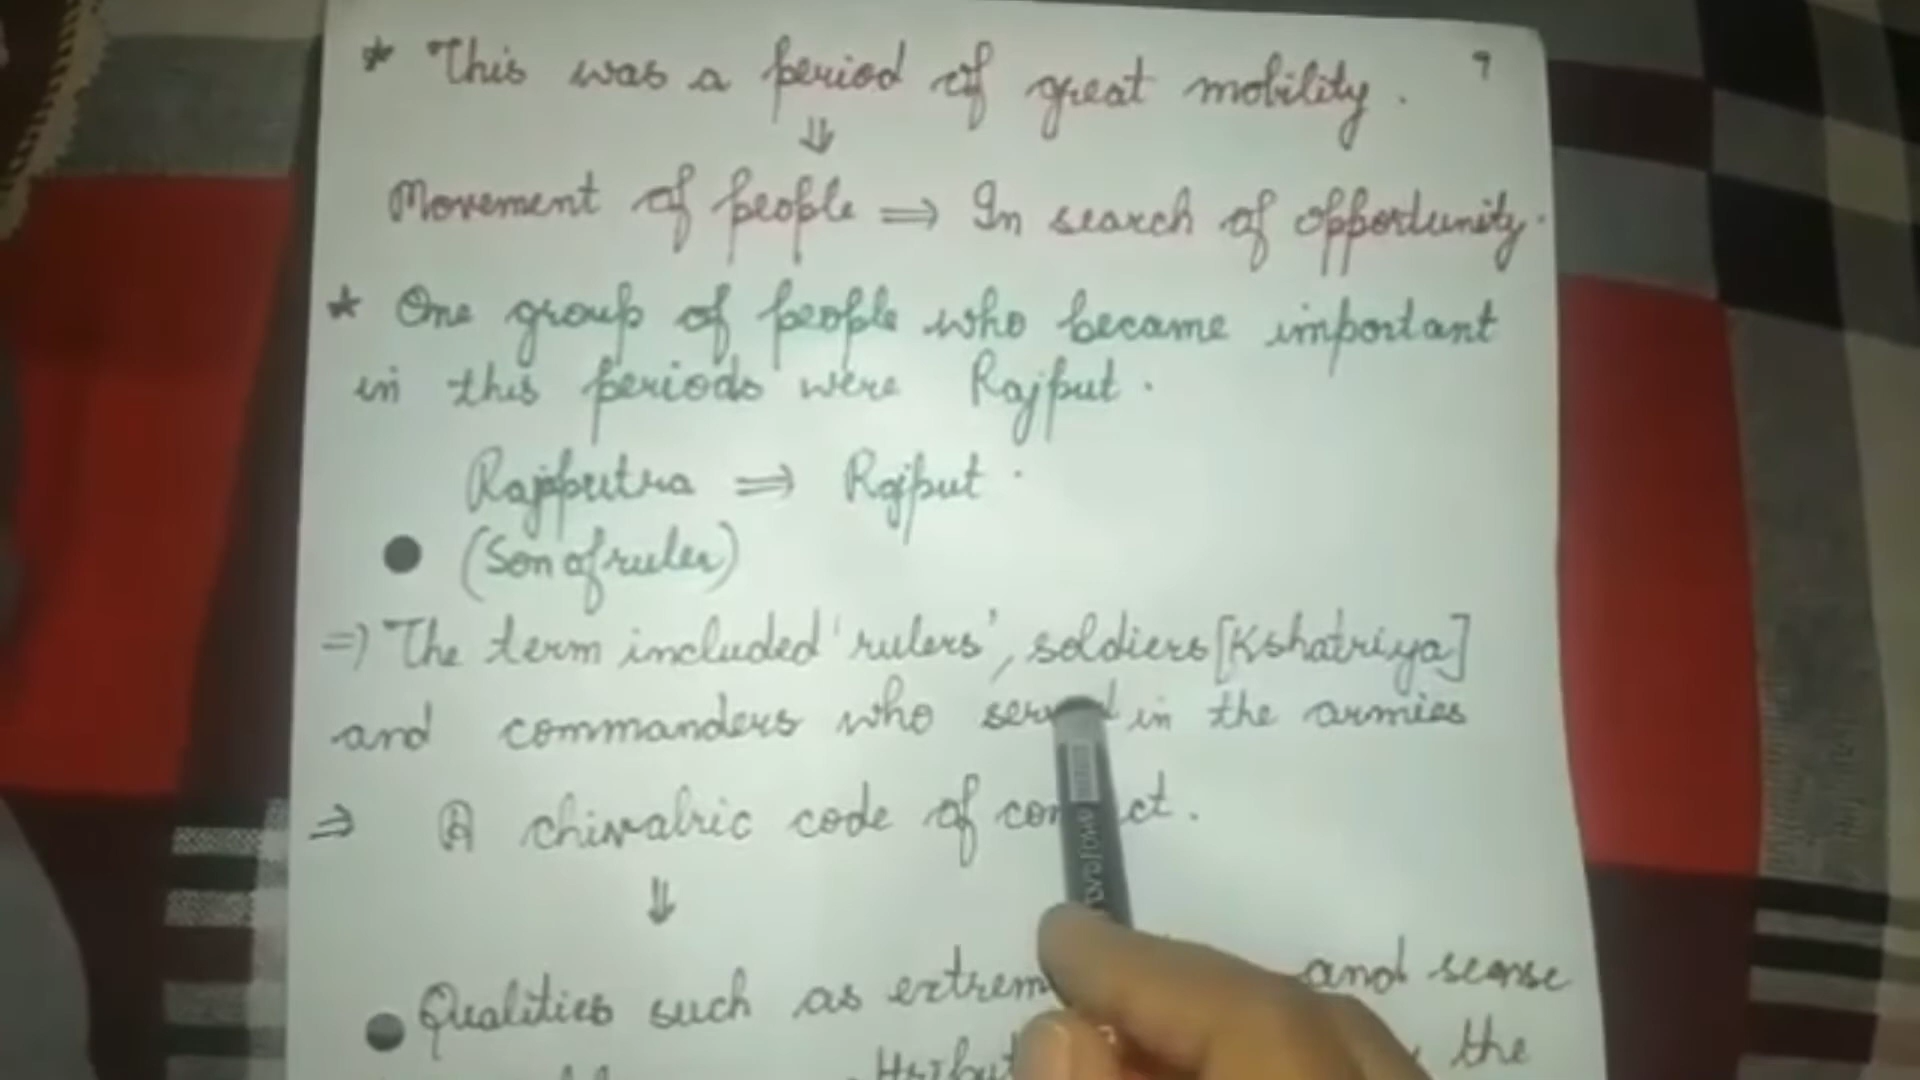 * This was a period of great mobility. 9
⇓
Movement of people ⇒ In search of opportunity.
* One group of people who became important
in this periods were Rajput.
Rajpputra ⇒ Rajput.
● (Son of ruler)
⇒) The term included 'rulers', soldiers [Kshatriya]
and commanders who served in the armies
⇒ A chivalric code of
⇓
● Qualities such as and sense
the